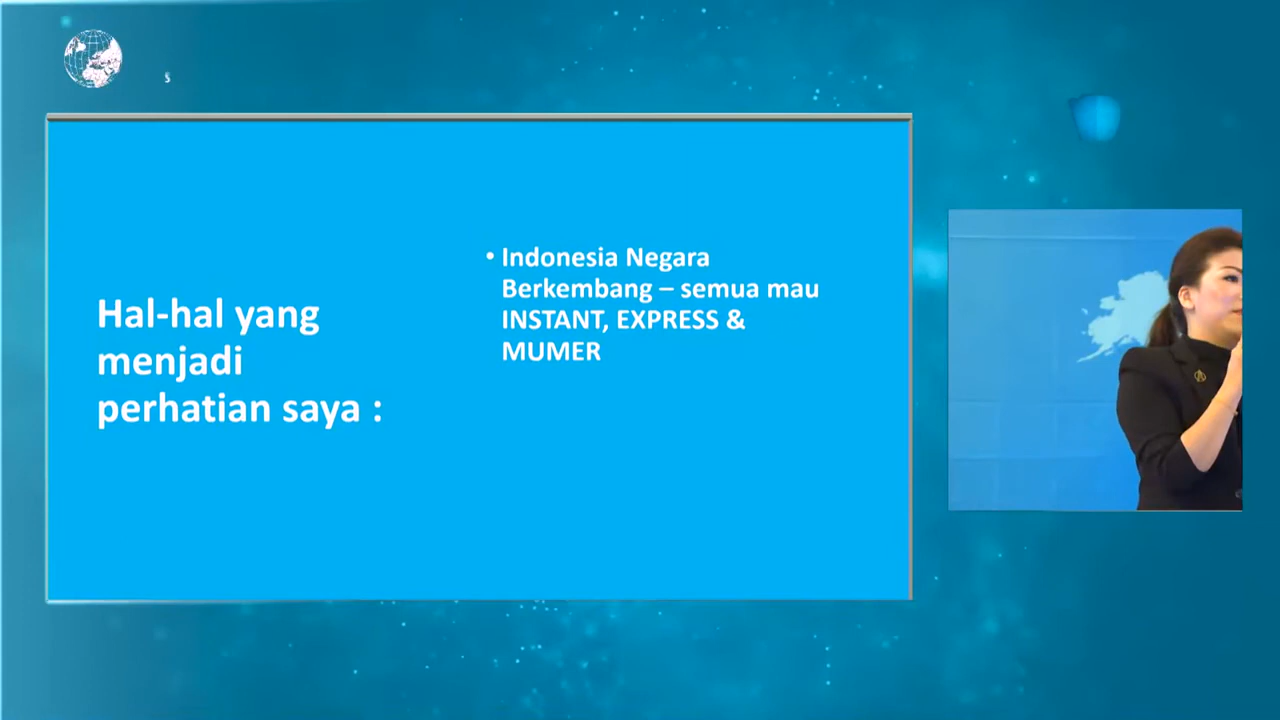 s
Hal-hal yang
menjadi
perhatian saya :
• Indonesia Negara
Berkembang – semua mau
INSTANT, EXPRESS &
MUMER